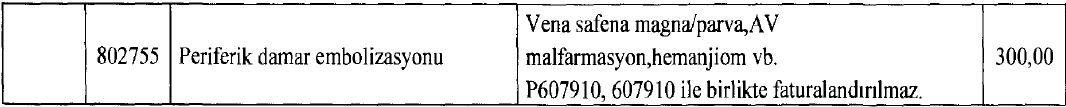 Vena safena magna/parva,AV
802755 Periferik damar embolizasyonu malfarmasyon,hemanjiom vb. 300,00
P607910, 607910 ile birlikte faturalandırılmaz.